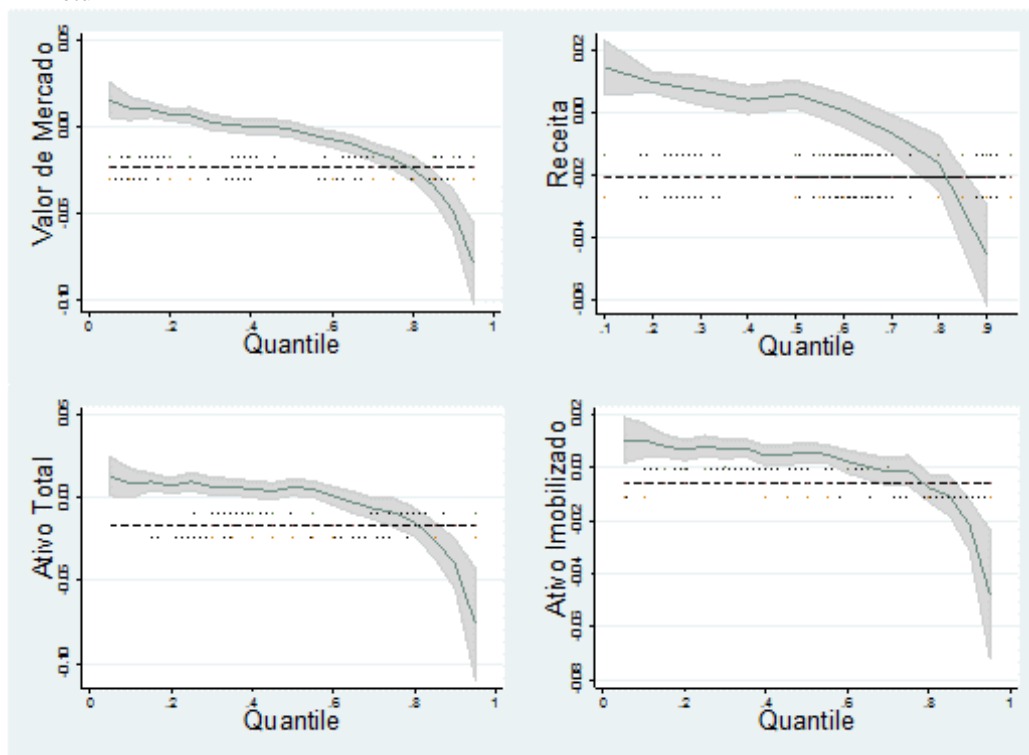 Valor de Mercado
0.05
0.00
-0.05
-0.10
0 .2 .4 .6 .8 1
Quantile
Receita
0.02
0.00
-0.02
-0.04
-0.06
.1 .2 .3 .4 .5 .6 .7 .8 .9
Quantile
Ativo Total
0.05
0.00
-0.05
-0.10
0 .2 .4 .6 .8 1
Quantile
Ativo Imobilizado
0.02
0.00
-0.02
-0.04
-0.06
-0.08
0 .2 .4 .6 .8 1
Quantile